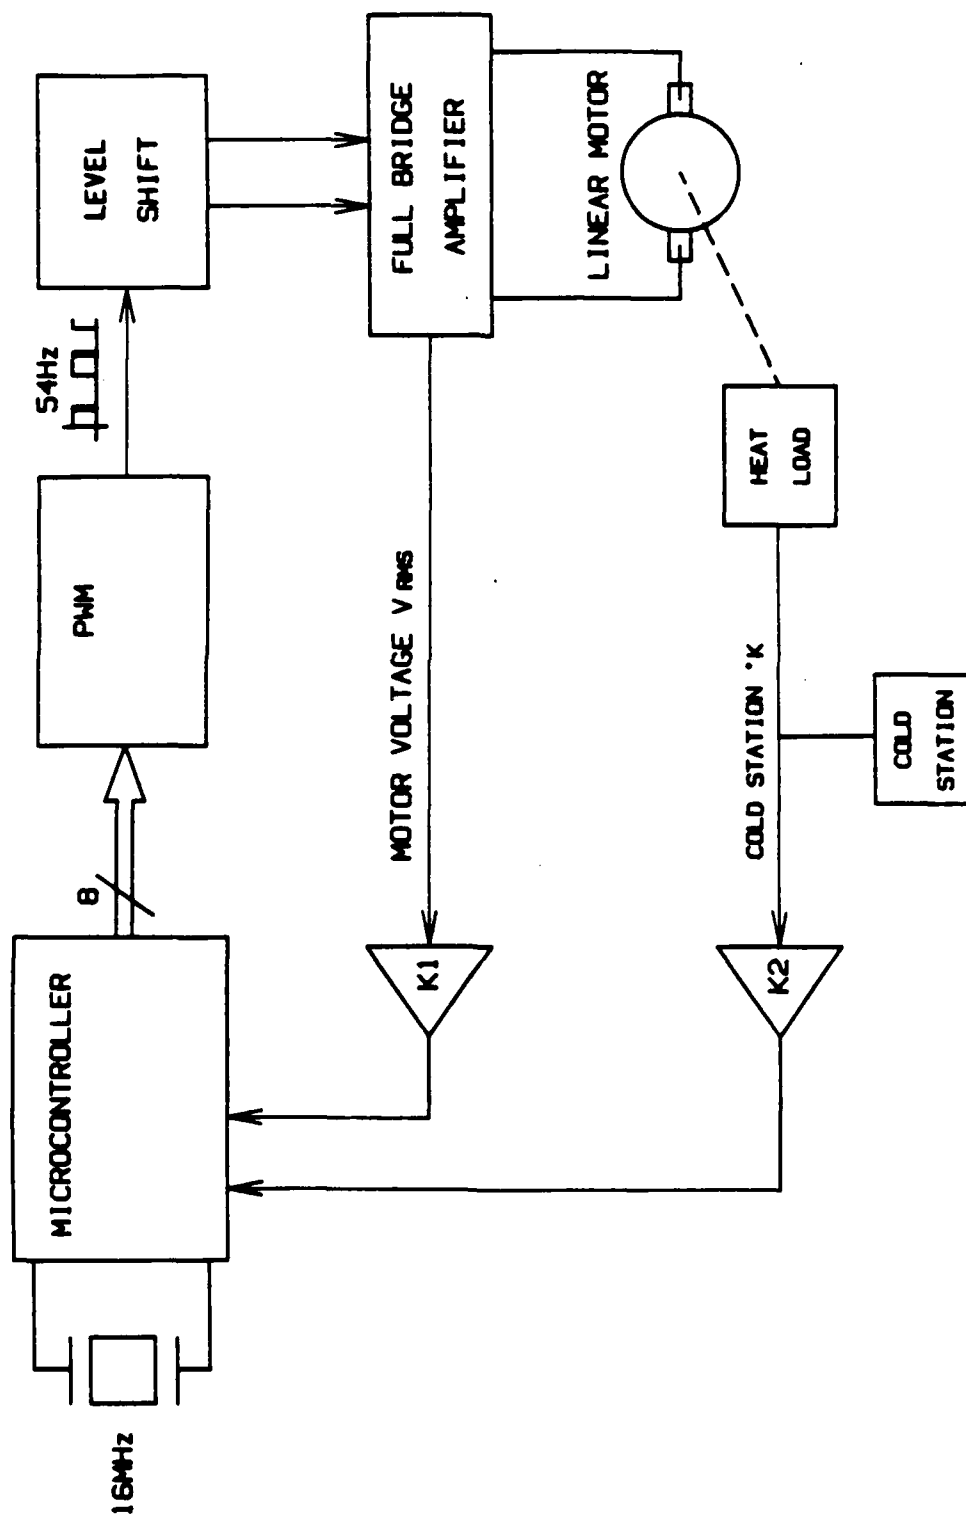 16MHz
MICROCONTROLLER
8
PWM
54Hz
LEVEL
SHIFT
K1
MOTOR VOLTAGE V RMS
FULL BRIDGE
AMPLIFIER
LINEAR MOTOR
K2
COLD STATION °K
HEAT
LOAD
COLD
STATION